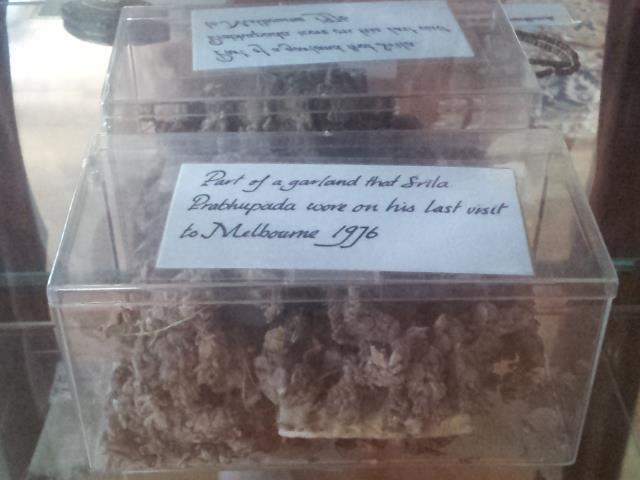 Part of a garland that Srila
Prabhupada wore on his last visit
to Melbourne 1976